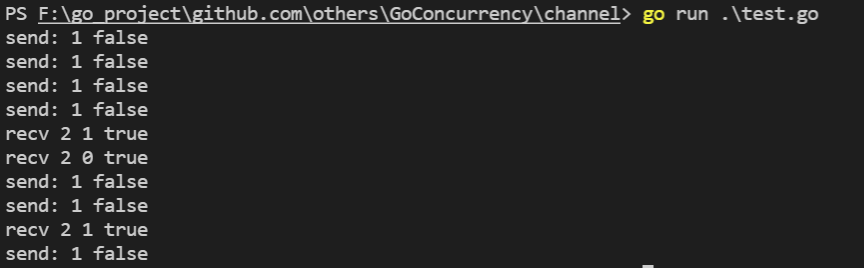 PS F:\go_project\github.com\others\GoConcurrency\channel> go run .\test.go
send: 1 false
send: 1 false
send: 1 false
send: 1 false
recv 2 1 true
recv 2 0 true
send: 1 false
send: 1 false
recv 2 1 true
send: 1 false